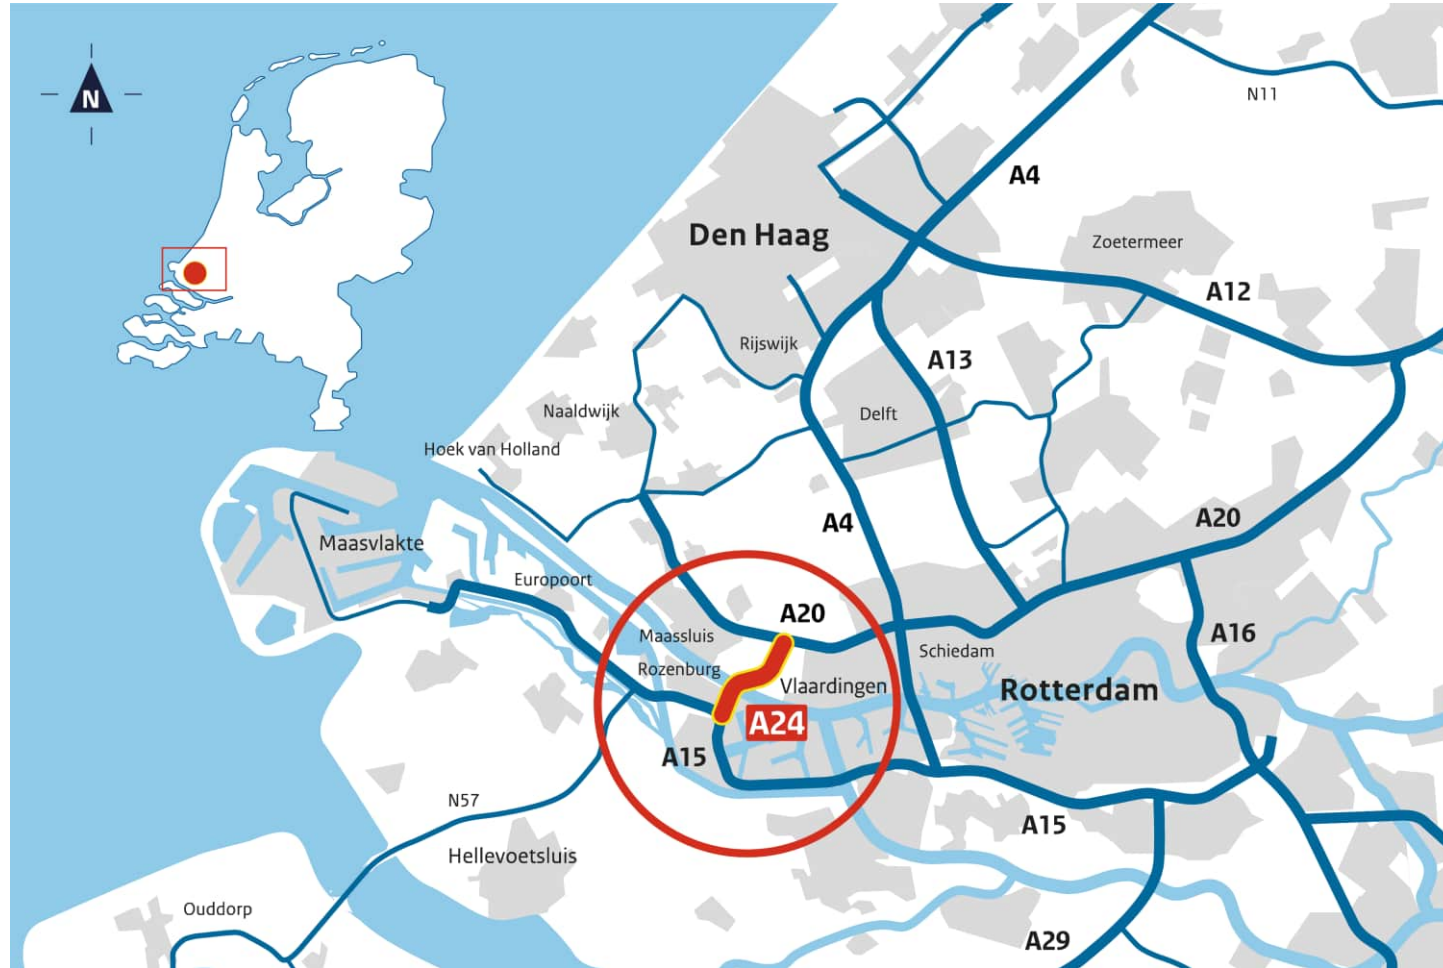 N
N11
A4
Den Haag
Zoetermeer
A12
Rijswijk
A13
Naaldwijk
Delft
Hoek van Holland
A4
A20
Maasvlakte
Europoort
A20
Maassluis
A16
Schiedam
Rozenburg
Vlaardingen
Rotterdam
A24
A15
N57
A15
Hellevoetsluis
Ouddorp
A29